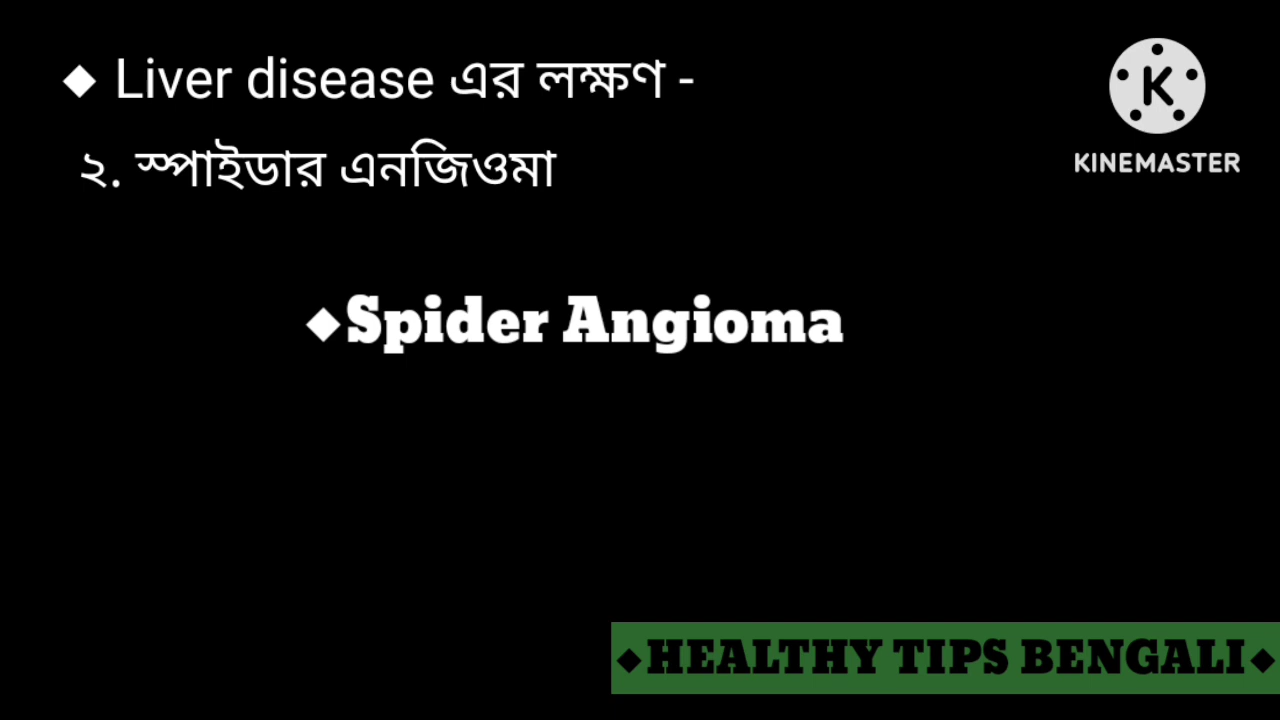 ◆ Liver disease এর লক্ষণ -
২. স্পাইডার এনজিওমা
◆Spider Angioma
K
KINEMASTER
◆HEALTHY TIPS BENGALI◆